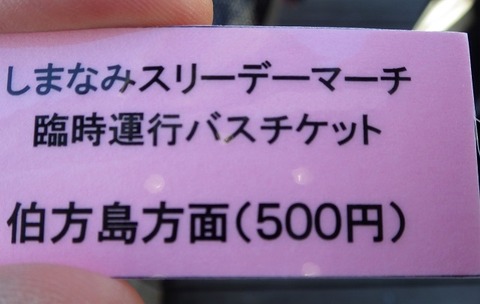 しまなみスリーデーマーチ
臨時運行バスチケット
伯方島方面(500円)